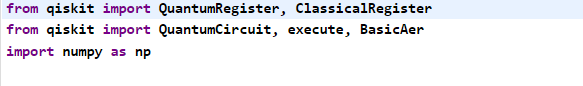 from qiskit import QuantumRegister, ClassicalRegister
from qiskit import QuantumCircuit, execute, BasicAer
import numpy as np